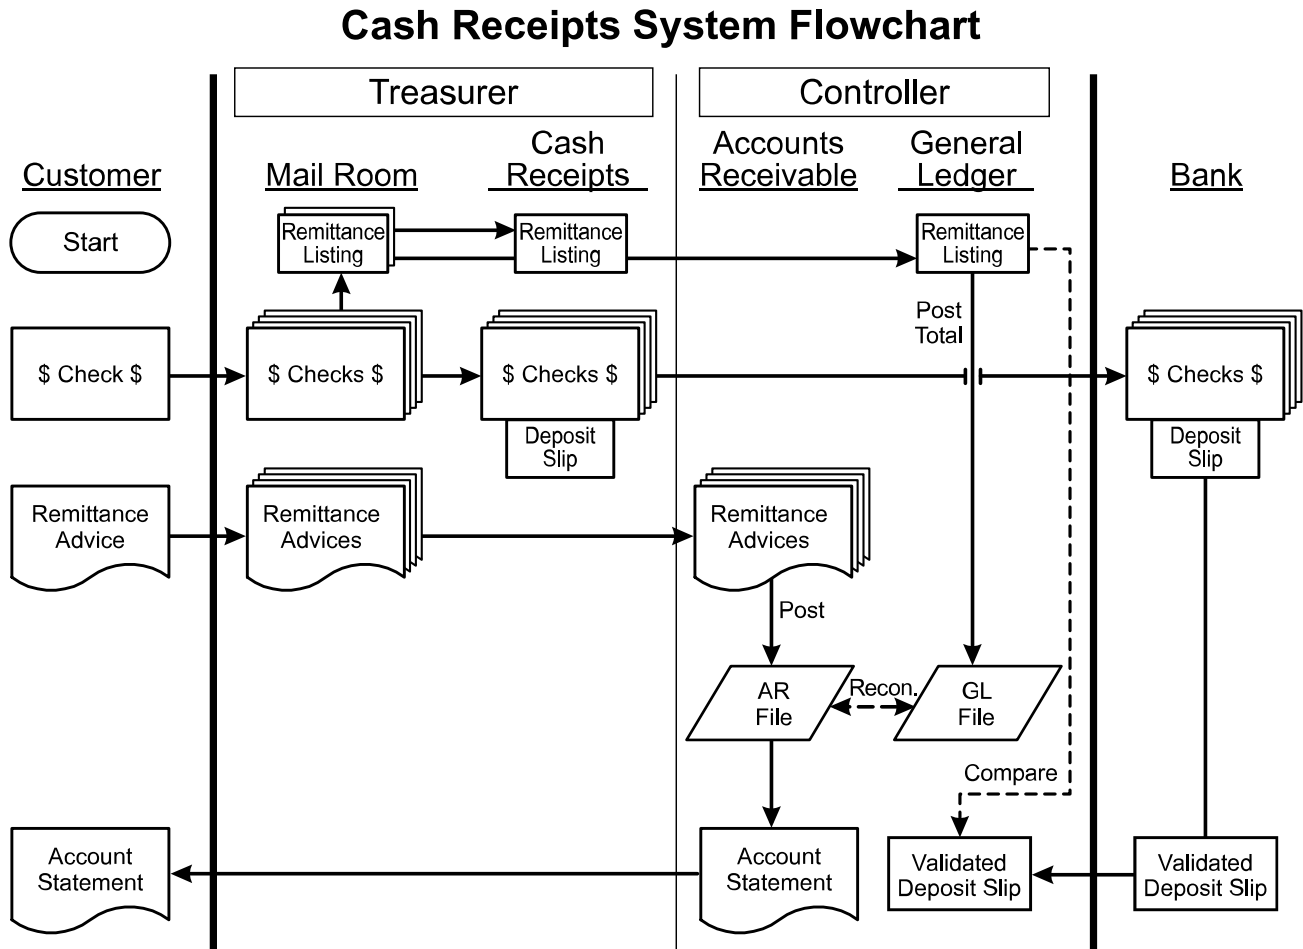 Cash Receipts System Flowchart
Treasurer
Controller
Customer
Mail Room
Cash
Receipts
Accounts
Receivable
General
Ledger
Bank
Start
Remittance
Listing
Remittance
Listing
Remittance
Listing
Post
Total
$ Check $
$ Checks $
$ Checks $
$ Checks $
Deposit
Slip
Deposit
Slip
Remittance
Advice
Remittance
Advices
Remittance
Advices
Post
AR
File
Recon.
GL
File
Compare
Account
Statement
Account
Statement
Validated
Deposit Slip
Validated
Deposit Slip